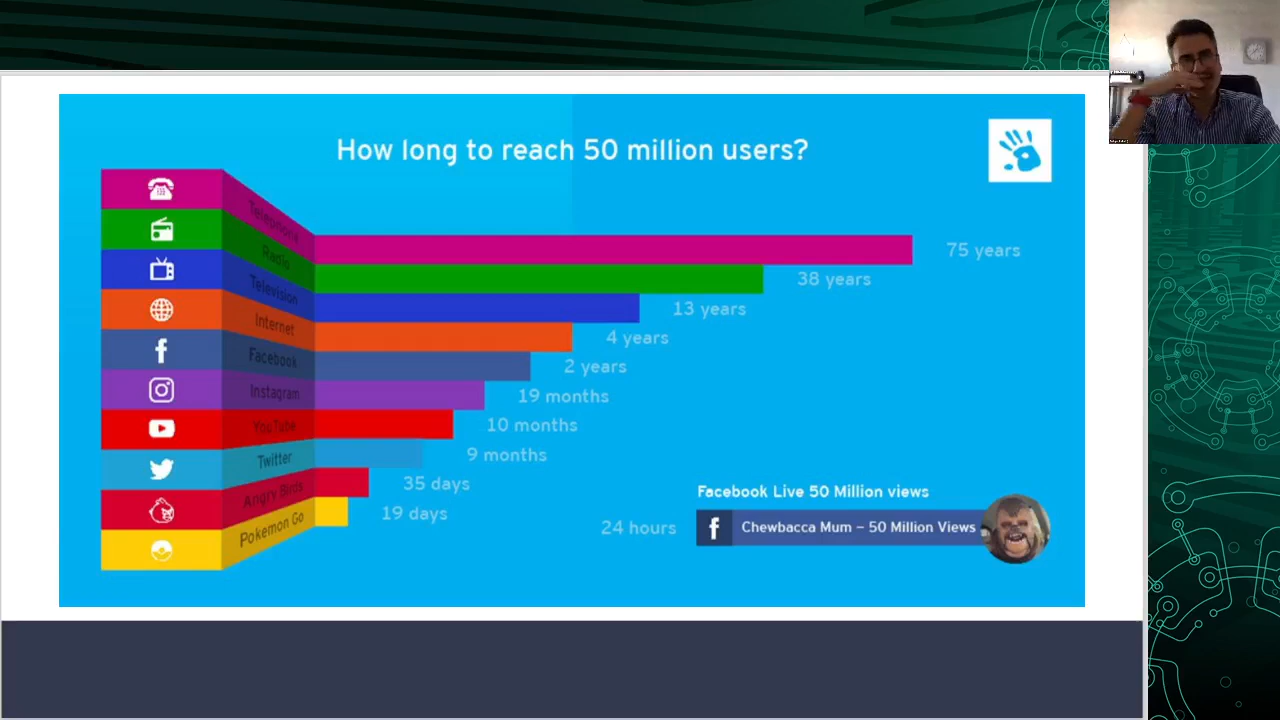 How long to reach 50 million users?
Telephone
75 years
Radio
38 years
Television
13 years
Internet
4 years
Facebook
2 years
Instagram
19 months
YouTube
10 months
Twitter
9 months
Angry Birds
35 days
Pokemon Go
19 days
Facebook Live 50 Million views
24 hours
Chewbacca Mum – 50 Million Views